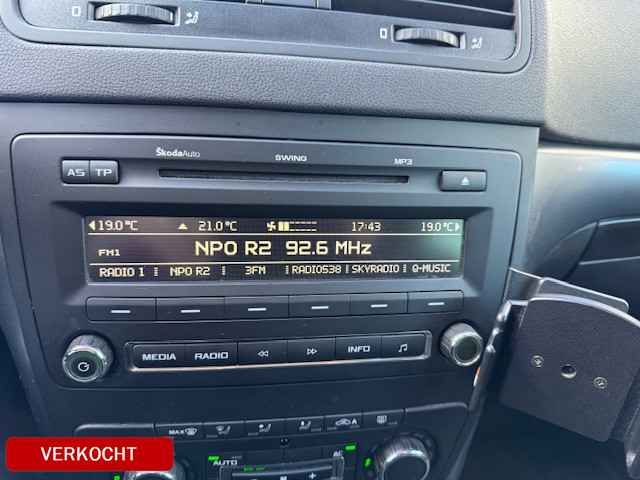 ŠkodaAuto SWING MP3
AS TP
19.0°C 21.0°C 17:43 19.0°C
FM1 NPO R2 92.6 MHz
RADIO 1 NPO R2 3FM RADIO538 SKYRADIO Q-MUSIC
MEDIA RADIO INFO
MAX A
AUTO AC
VERKOCHT